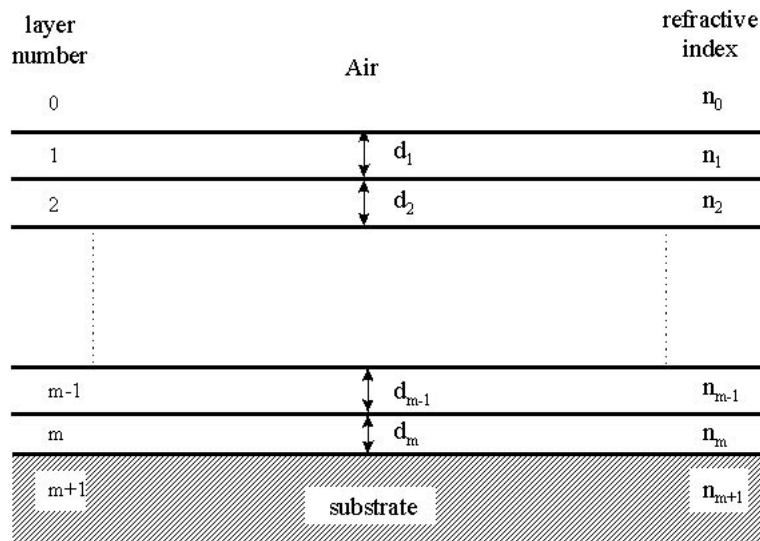 layer
number
refractive
index
Air
0
n₀
1
d₁
n₁
2
d₂
n₂
m-1
dₘ₋₁
nₘ₋₁
m
dₘ
nₘ
m+1
substrate
nₘ₊₁